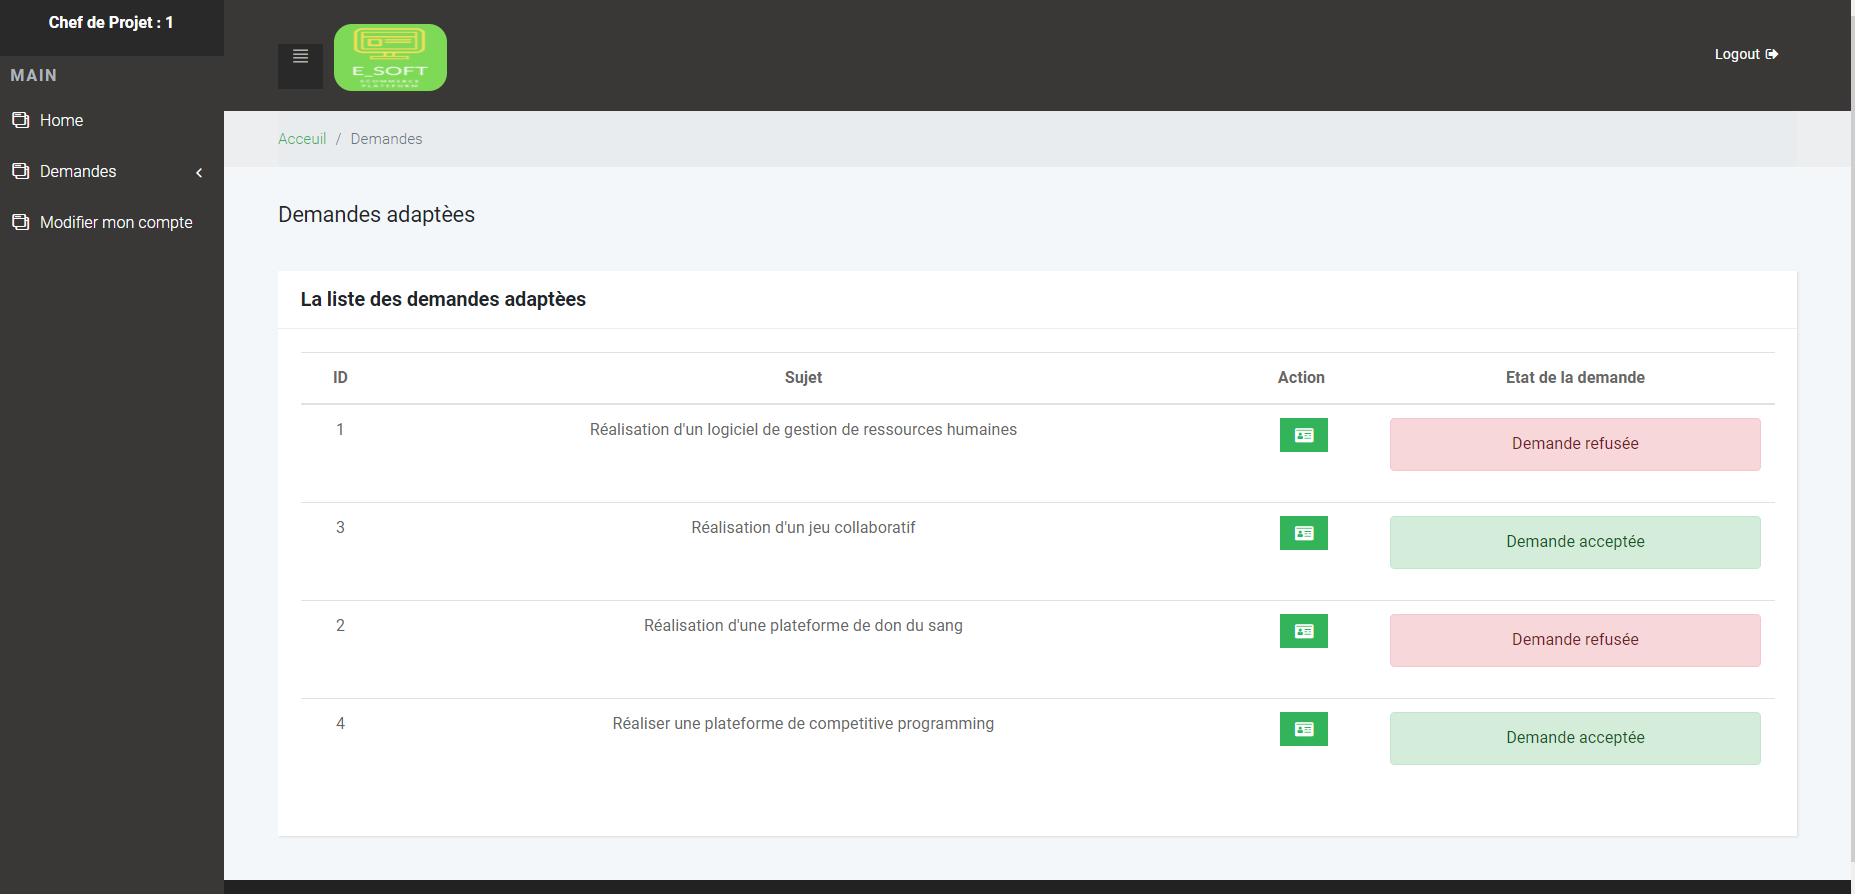 Chef de Projet : 1
MAIN
Home
Demandes
Modifier mon compte
E_SOFT
ECOMMERCE
PLATEFORM
Logout
Acceuil / Demandes
Demandes adaptèes
La liste des demandes adaptèes
ID Sujet Action Etat de la demande
1 Réalisation d'un logiciel de gestion de ressources humaines Demande refusée
3 Réalisation d'un jeu collaboratif Demande acceptée
2 Réalisation d'une plateforme de don du sang Demande refusée
4 Réaliser une plateforme de competitive programming Demande acceptée